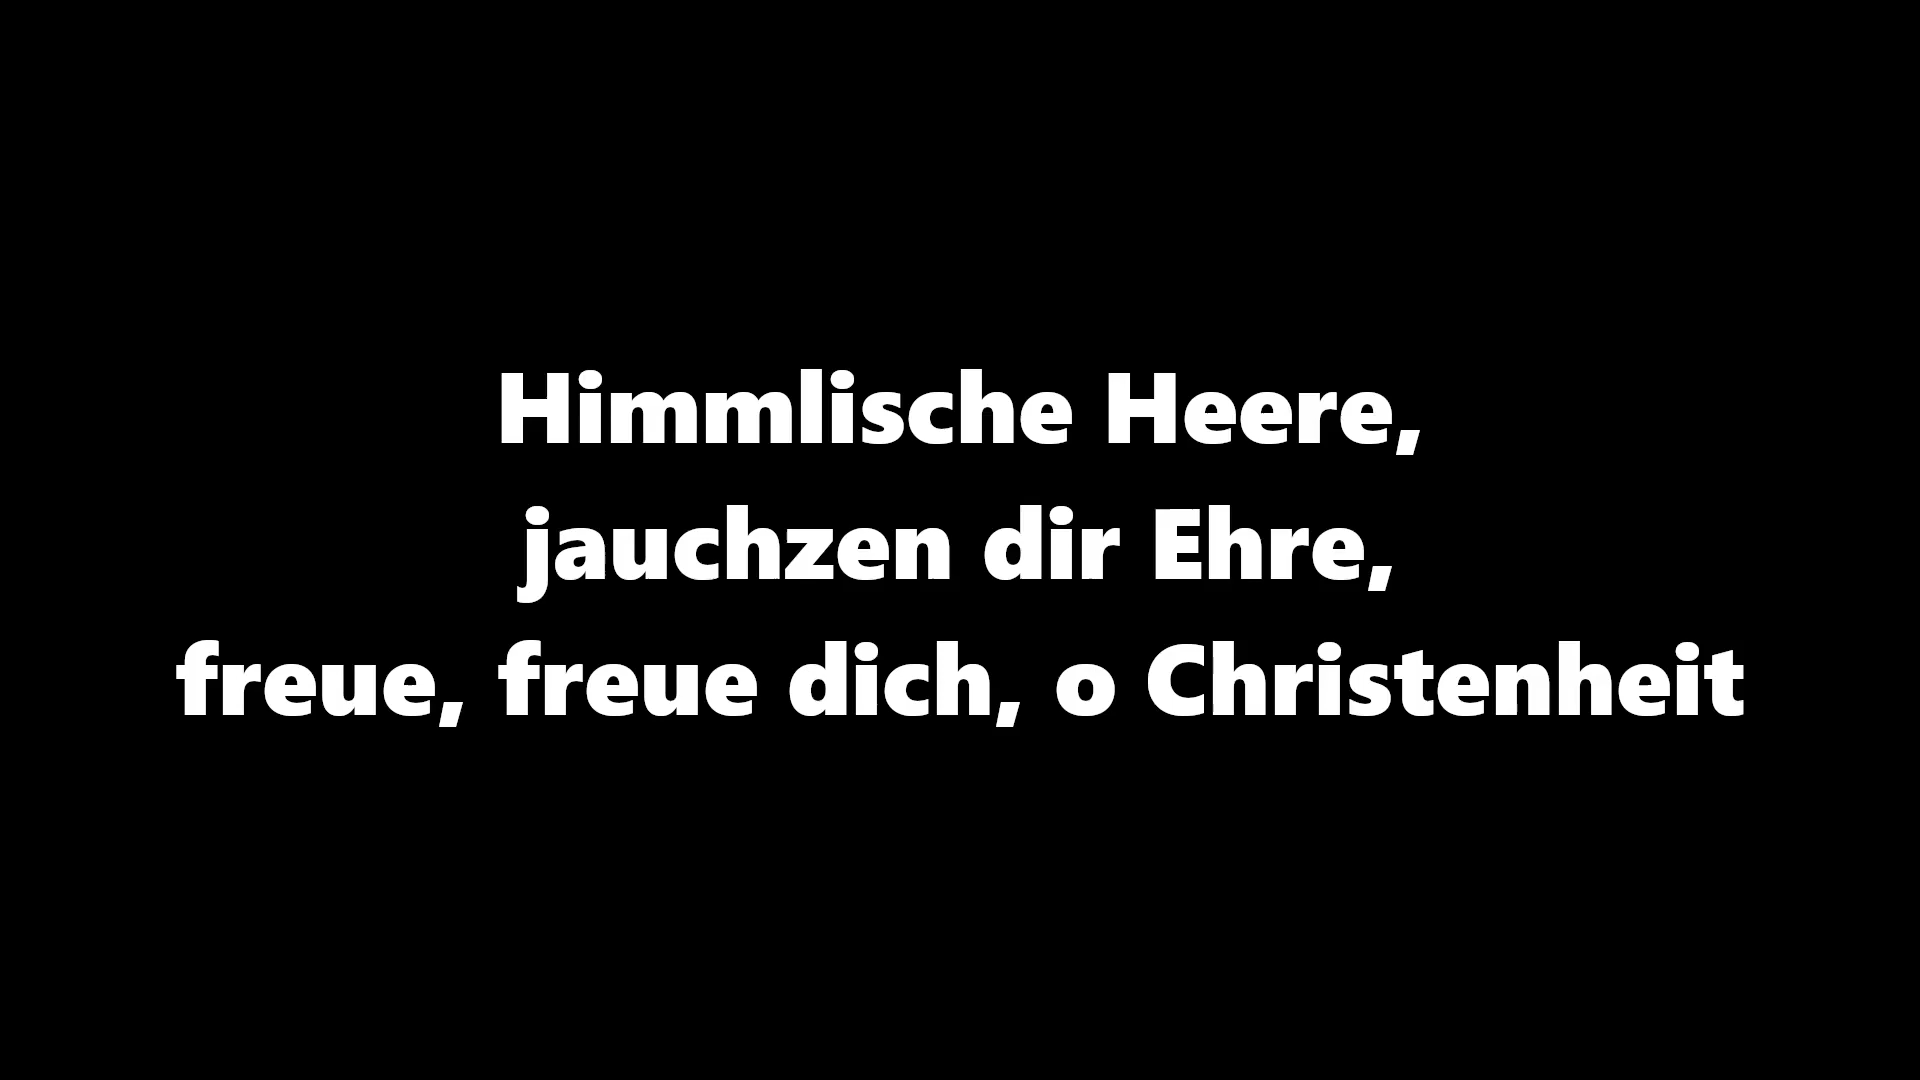 Himmlische Heere,
jauchzen dir Ehre,
freue, freue dich, o Christenheit